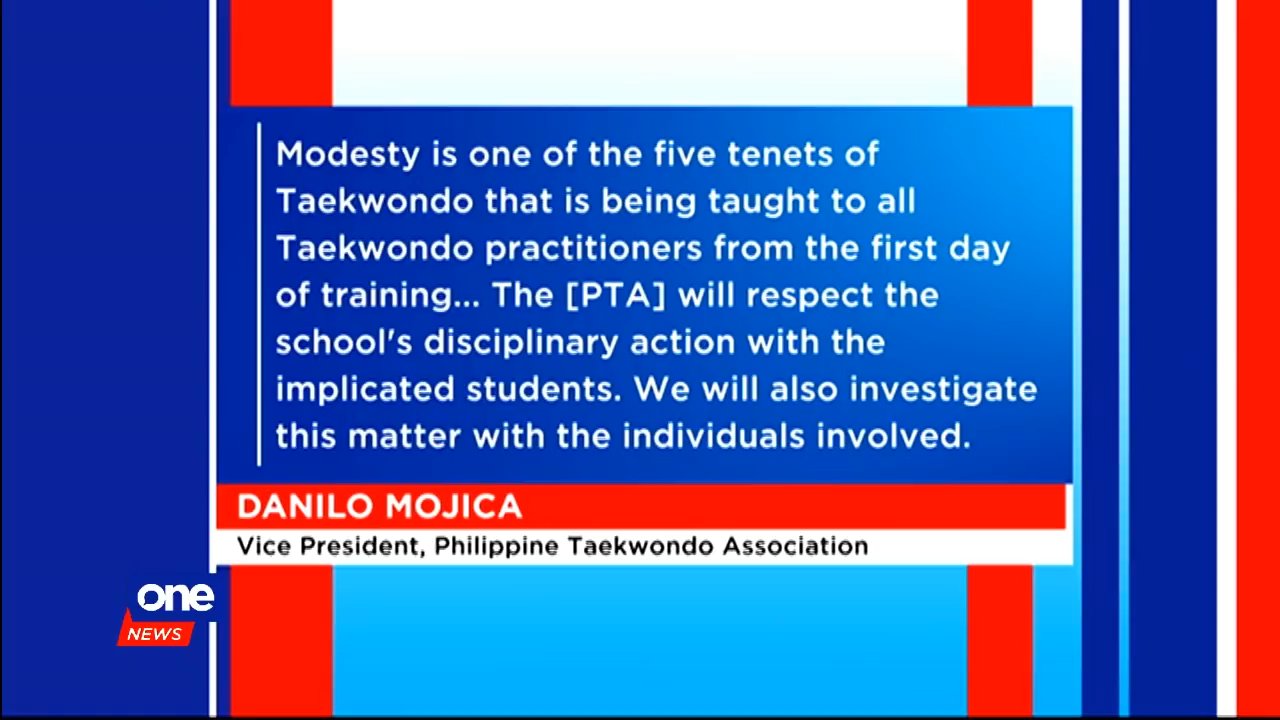 Modesty is one of the five tenets of
Taekwondo that is being taught to all
Taekwondo practitioners from the first day
of training... The [PTA] will respect the
school's disciplinary action with the
implicated students. We will also investigate
this matter with the individuals involved.
DANILO MOJICA
Vice President, Philippine Taekwondo Association
one
NEWS